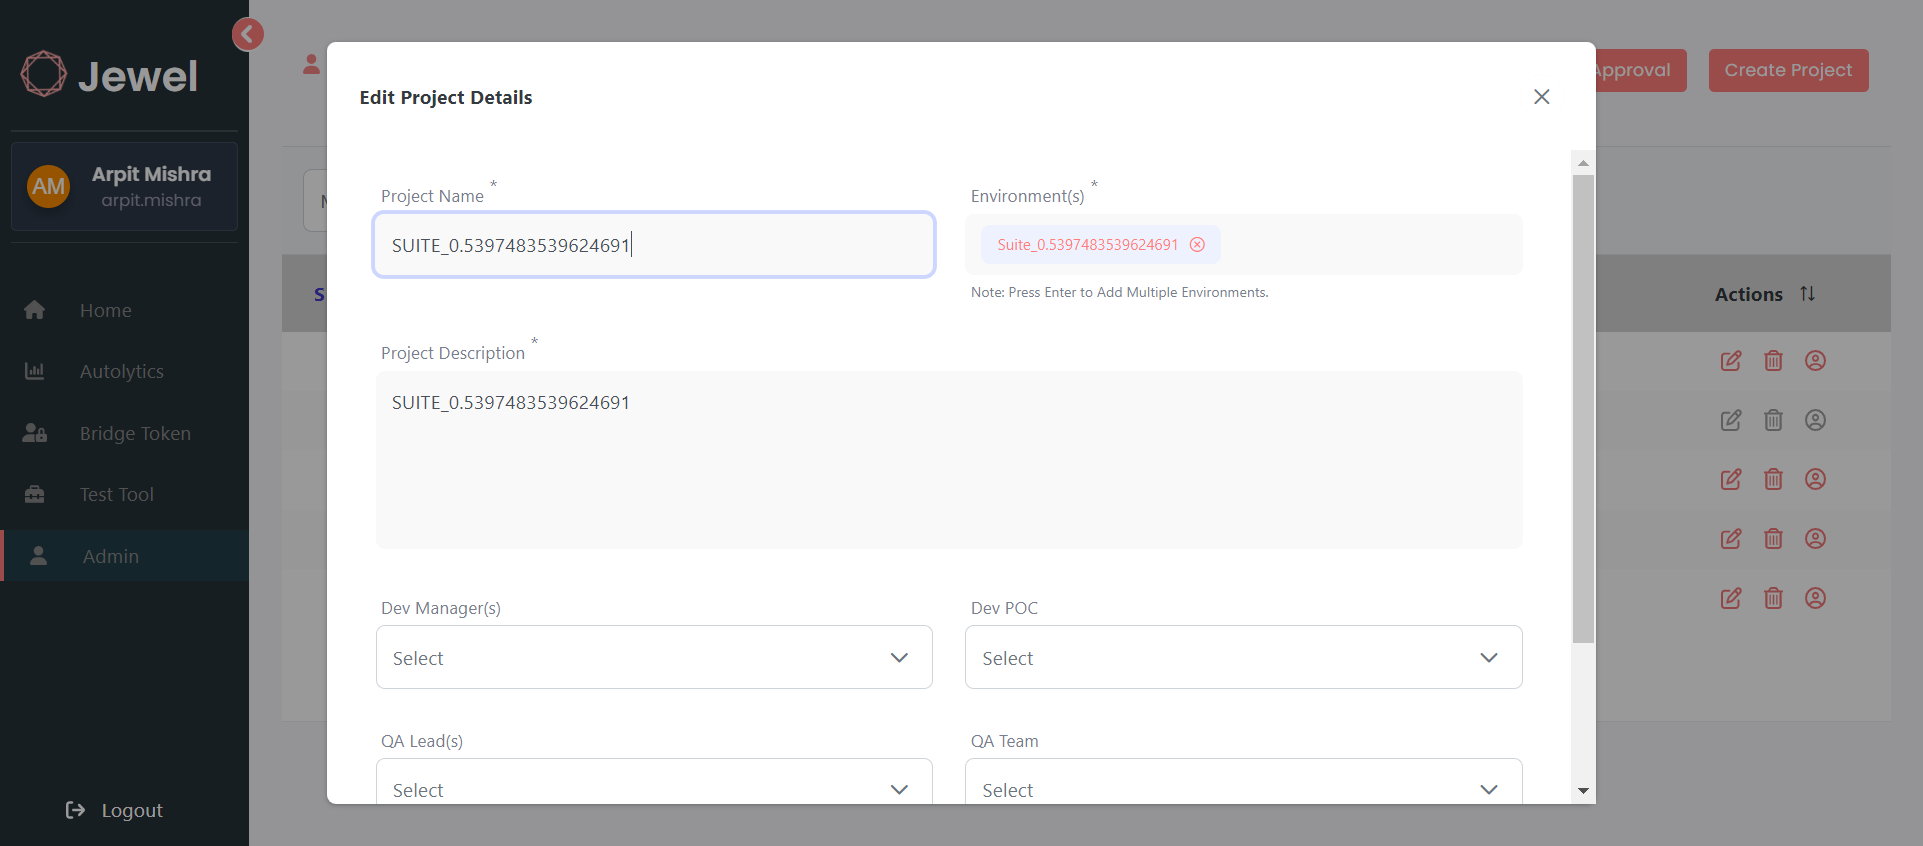 Jewel
AM
Arpit Mishra
arpit.mishra
Home
Autolytics
Bridge Token
Test Tool
Admin
Logout
Approval
Create Project
Edit Project Details
Project Name *
SUITE_0.5397483539624691
Environment(s) *
Suite_0.5397483539624691
Note: Press Enter to Add Multiple Environments.
Project Description *
SUITE_0.5397483539624691
Dev Manager(s)
Select
Dev POC
Select
QA Lead(s)
Select
QA Team
Select
S
Actions